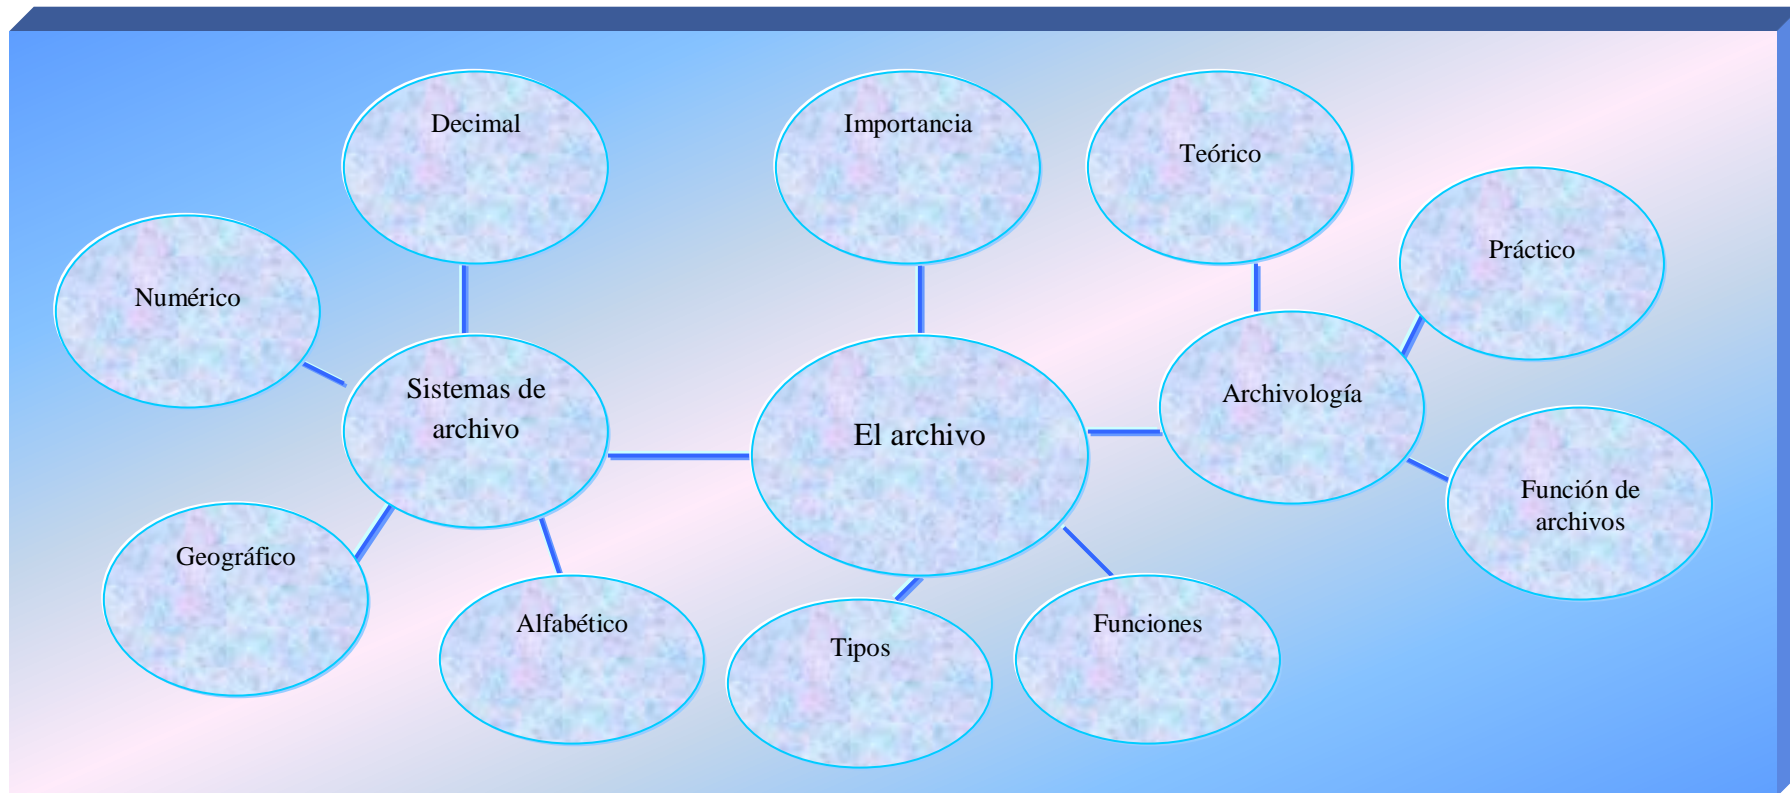 Decimal
Importancia
Teórico
Práctico
Numérico
Sistemas de
archivo
El archivo
Archivología
Función de
archivos
Geográfico
Alfabético
Tipos
Funciones